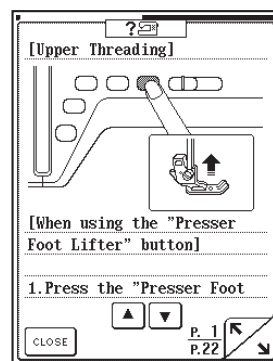 ?
[Upper Threading]
[When using the "Presser
Foot Lifter" button]
1.Press the "Presser Foot
CLOSE
P. 1
P.22